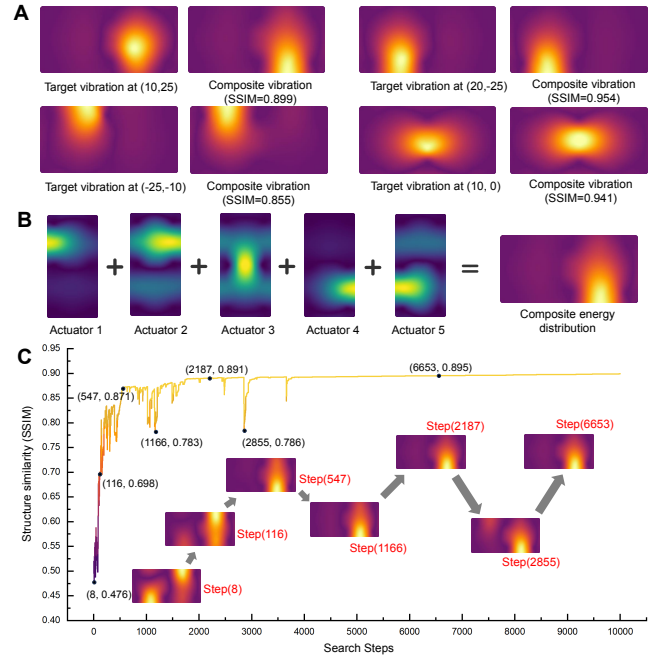 A
Target vibration at (10,25)
Composite vibration
(SSIM=0.899)
Target vibration at (20,-25)
Composite vibration
(SSIM=0.954)
Target vibration at (-25,-10)
Composite vibration
(SSIM=0.855)
Target vibration at (10, 0)
Composite vibration
(SSIM=0.941)
B
+
+
+
+
=
Actuator 1
Actuator 2
Actuator 3
Actuator 4
Actuator 5
Composite energy
distribution
C
Structure similarity (SSIM)
0.95
0.90
0.85
0.80
0.75
0.70
0.65
0.60
0.55
0.50
0.45
0.40
(547, 0.871)
(2187, 0.891)
(6653, 0.895)
(1166, 0.783)
(2855, 0.786)
(116, 0.698)
(8, 0.476)
Step(8)
Step(116)
Step(547)
Step(1166)
Step(2187)
Step(2855)
Step(6653)
0
1000
2000
3000
4000
5000
6000
7000
8000
9000
10000
Search Steps